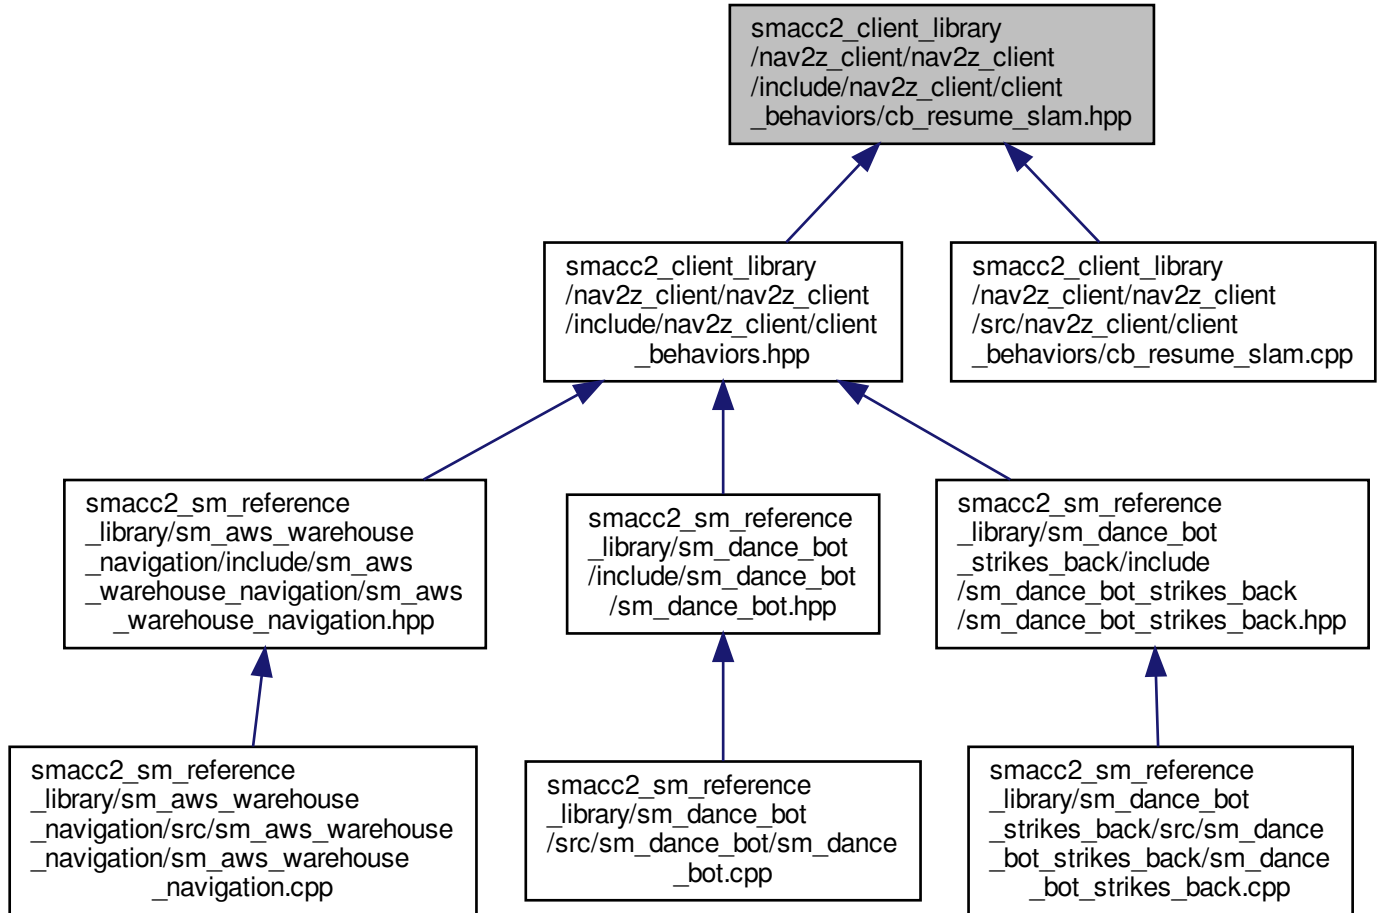 smacc2_client_library
/nav2z_client/nav2z_client
/include/nav2z_client/client
_behaviors/cb_resume_slam.hpp
smacc2_client_library
/nav2z_client/nav2z_client
/include/nav2z_client/client
_behaviors.hpp
smacc2_client_library
/nav2z_client/nav2z_client
/src/nav2z_client/client
_behaviors/cb_resume_slam.cpp
smacc2_sm_reference
_library/sm_aws_warehouse
_navigation/include/sm_aws
_warehouse_navigation/sm_aws
_warehouse_navigation.hpp
smacc2_sm_reference
_library/sm_dance_bot
/include/sm_dance_bot
/sm_dance_bot.hpp
smacc2_sm_reference
_library/sm_dance_bot
_strikes_back/include
/sm_dance_bot_strikes_back
/sm_dance_bot_strikes_back.hpp
smacc2_sm_reference
_library/sm_aws_warehouse
_navigation/src/sm_aws_warehouse
_navigation/sm_aws_warehouse
_navigation.cpp
smacc2_sm_reference
_library/sm_dance_bot
/src/sm_dance_bot/sm_dance
_bot.cpp
smacc2_sm_reference
_library/sm_dance_bot
_strikes_back/src/sm_dance
_bot_strikes_back/sm_dance
_bot_strikes_back.cpp